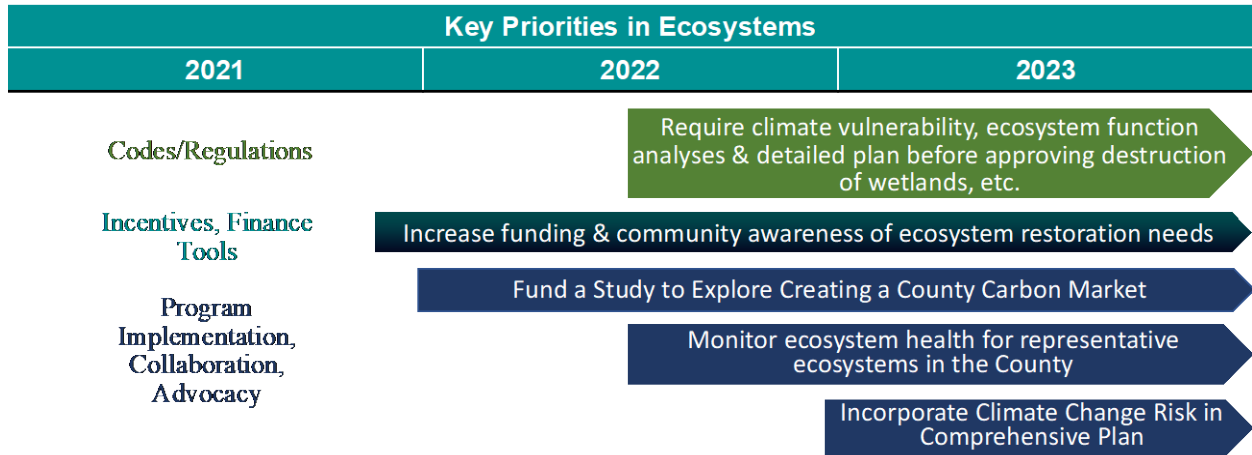 Key Priorities in Ecosystems
2021 2022 2023
Codes/Regulations
Require climate vulnerability, ecosystem function
analyses & detailed plan before approving destruction
of wetlands, etc.
Incentives, Finance
Tools
Increase funding & community awareness of ecosystem restoration needs
Program
Implementation,
Collaboration,
Advocacy
Fund a Study to Explore Creating a County Carbon Market
Monitor ecosystem health for representative
ecosystems in the County
Incorporate Climate Change Risk in
Comprehensive Plan